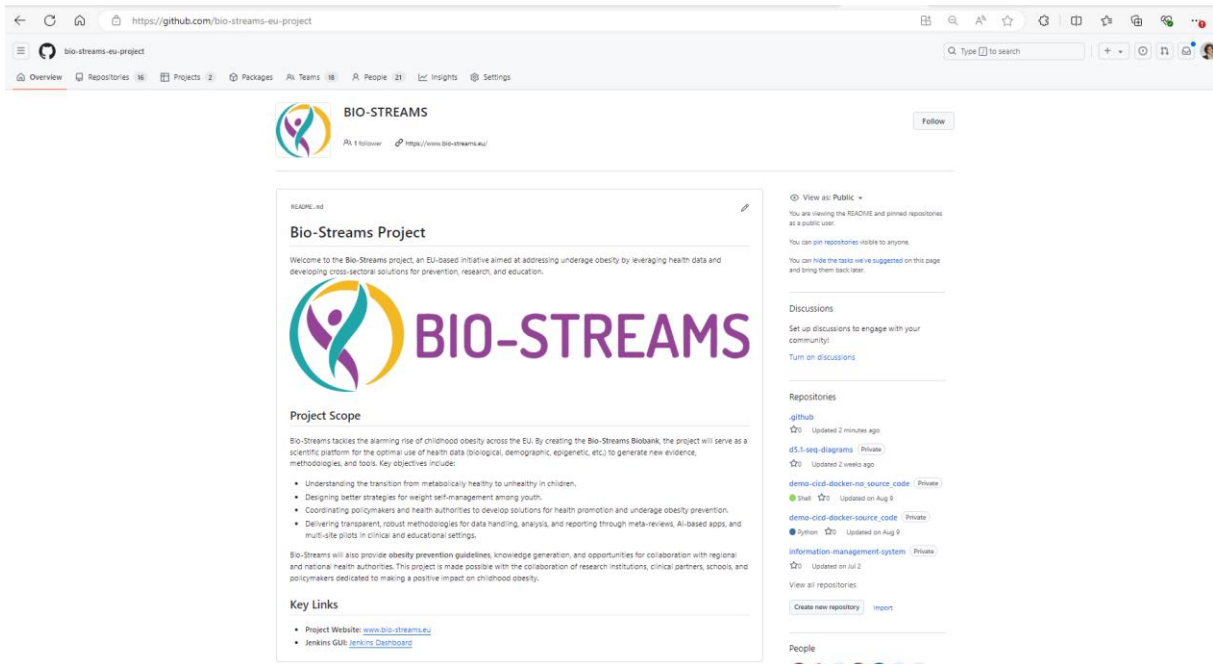 https://github.com/bio-streams-eu-project
bio-streams-eu-project
Type / to search
Overview Repositories 16 Projects 2 Packages Teams 18 People 21 Insights Settings
BIO-STREAMS
1 follower https://www.bio-streams.eu/
Follow
README.md
Bio-Streams Project
Welcome to the Bio-Streams project, an EU-based initiative aimed at addressing underage obesity by leveraging health data and
developing cross-sectoral solutions for prevention, research, and education.
BIO-STREAMS
Project Scope
Bio-Streams tackles the alarming rise of childhood obesity across the EU. By creating the Bio-Streams Biobank, the project will serve as a
scientific platform for the optimal use of health data (biological, demographic, epigenetic, etc.) to generate new evidence,
methodologies, and tools. Key objectives include:
• Understanding the transition from metabolically healthy to unhealthy in children.
• Designing better strategies for weight self-management among youth.
• Coordinating policymakers and health authorities to develop solutions for health promotion and underage obesity prevention.
• Delivering transparent, robust methodologies for data handling, analysis, and reporting through meta-reviews, AI-based apps, and
multi-site pilots in clinical and educational settings.
Bio-Streams will also provide obesity prevention guidelines, knowledge generation, and opportunities for collaboration with regional
and national health authorities. This project is made possible with the collaboration of research institutions, clinical partners, schools, and
policymakers dedicated to making a positive impact on childhood obesity.
Key Links
• Project Website: www.bio-streams.eu
• Jenkins GUI: Jenkins Dashboard
View as: Public
You are viewing the README and pinned repositories
as a public user.
You can pin repositories visible to anyone.
You can hide the tasks we've suggested on this page
and bring them back later.
Discussions
Set up discussions to engage with your
community!
Turn on discussions
Repositories
.github
0 Updated 2 minutes ago
d5.1-seq-diagrams Private
0 Updated 2 weeks ago
demo-cicd-docker-no_source_code Private
Shell 0 Updated on Aug 9
demo-cicd-docker-source_code Private
Python 0 Updated on Aug 9
information-management-system Private
0 Updated on Jul 2
View all repositories
Create new repository Import
People